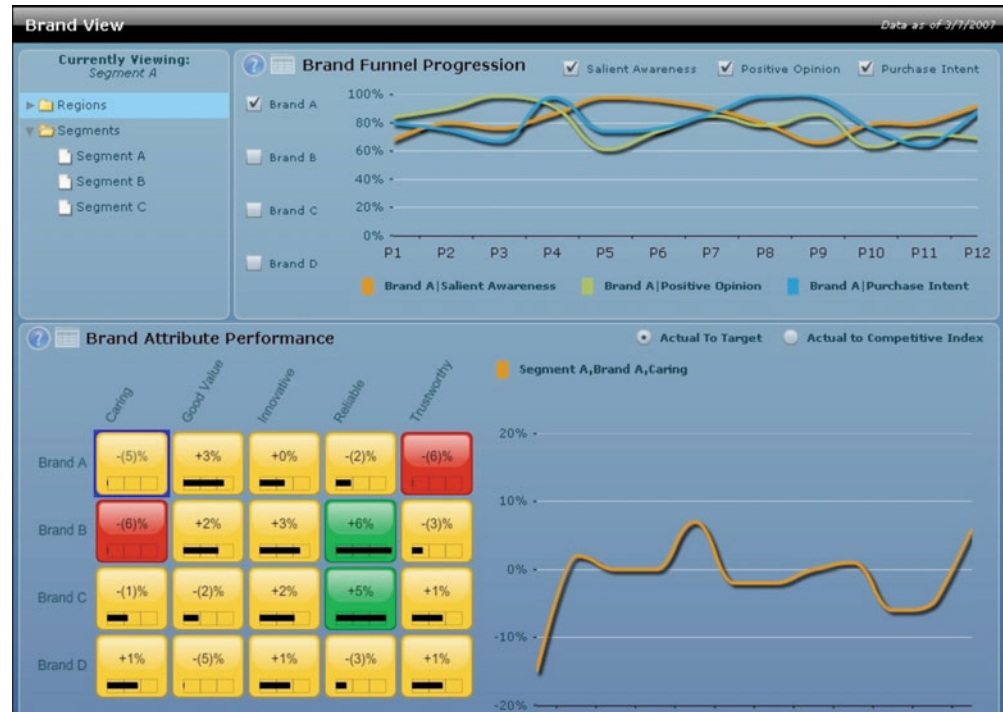 Brand View
Data as of 3/7/2007
Currently Viewing:
Segment A
Regions
Segments
Segment A
Segment B
Segment C
? Brand Funnel Progression
Salient Awareness
Positive Opinion
Purchase Intent
Brand A
Brand B
Brand C
Brand D
100%
80%
60%
40%
20%
0%
P1 P2 P3 P4 P5 P6 P7 P8 P9 P10 P11 P12
Brand A|Salient Awareness
Brand A|Positive Opinion
Brand A|Purchase Intent
? Brand Attribute Performance
Actual To Target
Actual to Competitive Index
Caring Good Value Innovative Reliable Trustworthy
Brand A -(5)% +3% +0% -(2)% -(6)%
Brand B -(6)% +2% +3% +6% -(3)%
Brand C -(1)% -(2)% +2% +5% +1%
Brand D +1% -(5)% +1% -(3)% +1%
Segment A,Brand A,Caring
20%
10%
0%
-10%
-20%